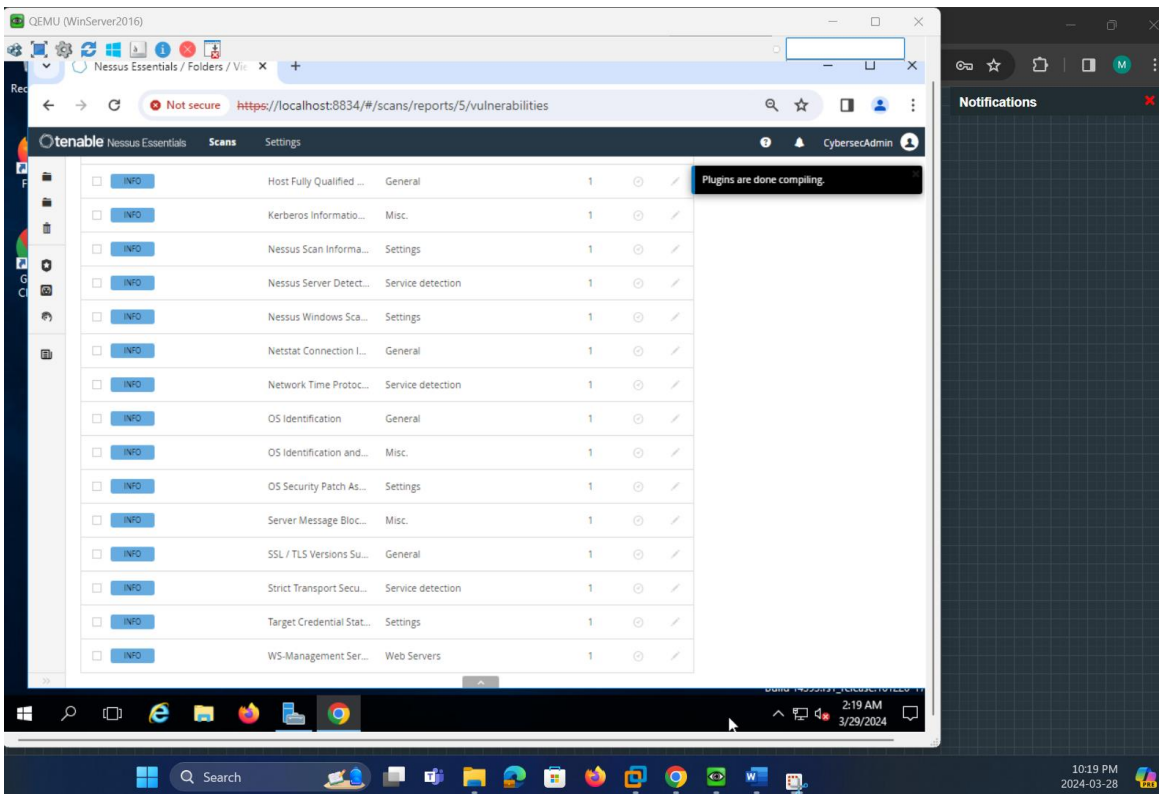 QEMU (WinServer2016)
Nessus Essentials / Folders / Vie
Not secure https://localhost:8834/#/scans/reports/5/vulnerabilities
Notifications
tenable Nessus Essentials Scans Settings CybersecAdmin
Plugins are done compiling.
INFO Host Fully Qualified ... General 1
INFO Kerberos Informatio... Misc. 1
INFO Nessus Scan Informa... Settings 1
INFO Nessus Server Detect... Service detection 1
INFO Nessus Windows Sca... Settings 1
INFO Netstat Connection I... General 1
INFO Network Time Protoc... Service detection 1
INFO OS Identification General 1
INFO OS Identification and... Misc. 1
INFO OS Security Patch As... Settings 1
INFO Server Message Bloc... Misc. 1
INFO SSL / TLS Versions Su... General 1
INFO Strict Transport Secu... Service detection 1
INFO Target Credential Stat... Settings 1
INFO WS-Management Ser... Web Servers 1
2:19 AM
3/29/2024
Search
10:19 PM
2024-03-28